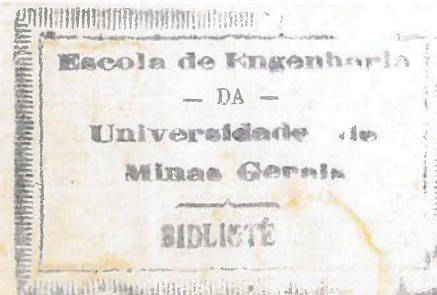 Escola de Engenharia
— DA —
Universidade de
Minas Gerais